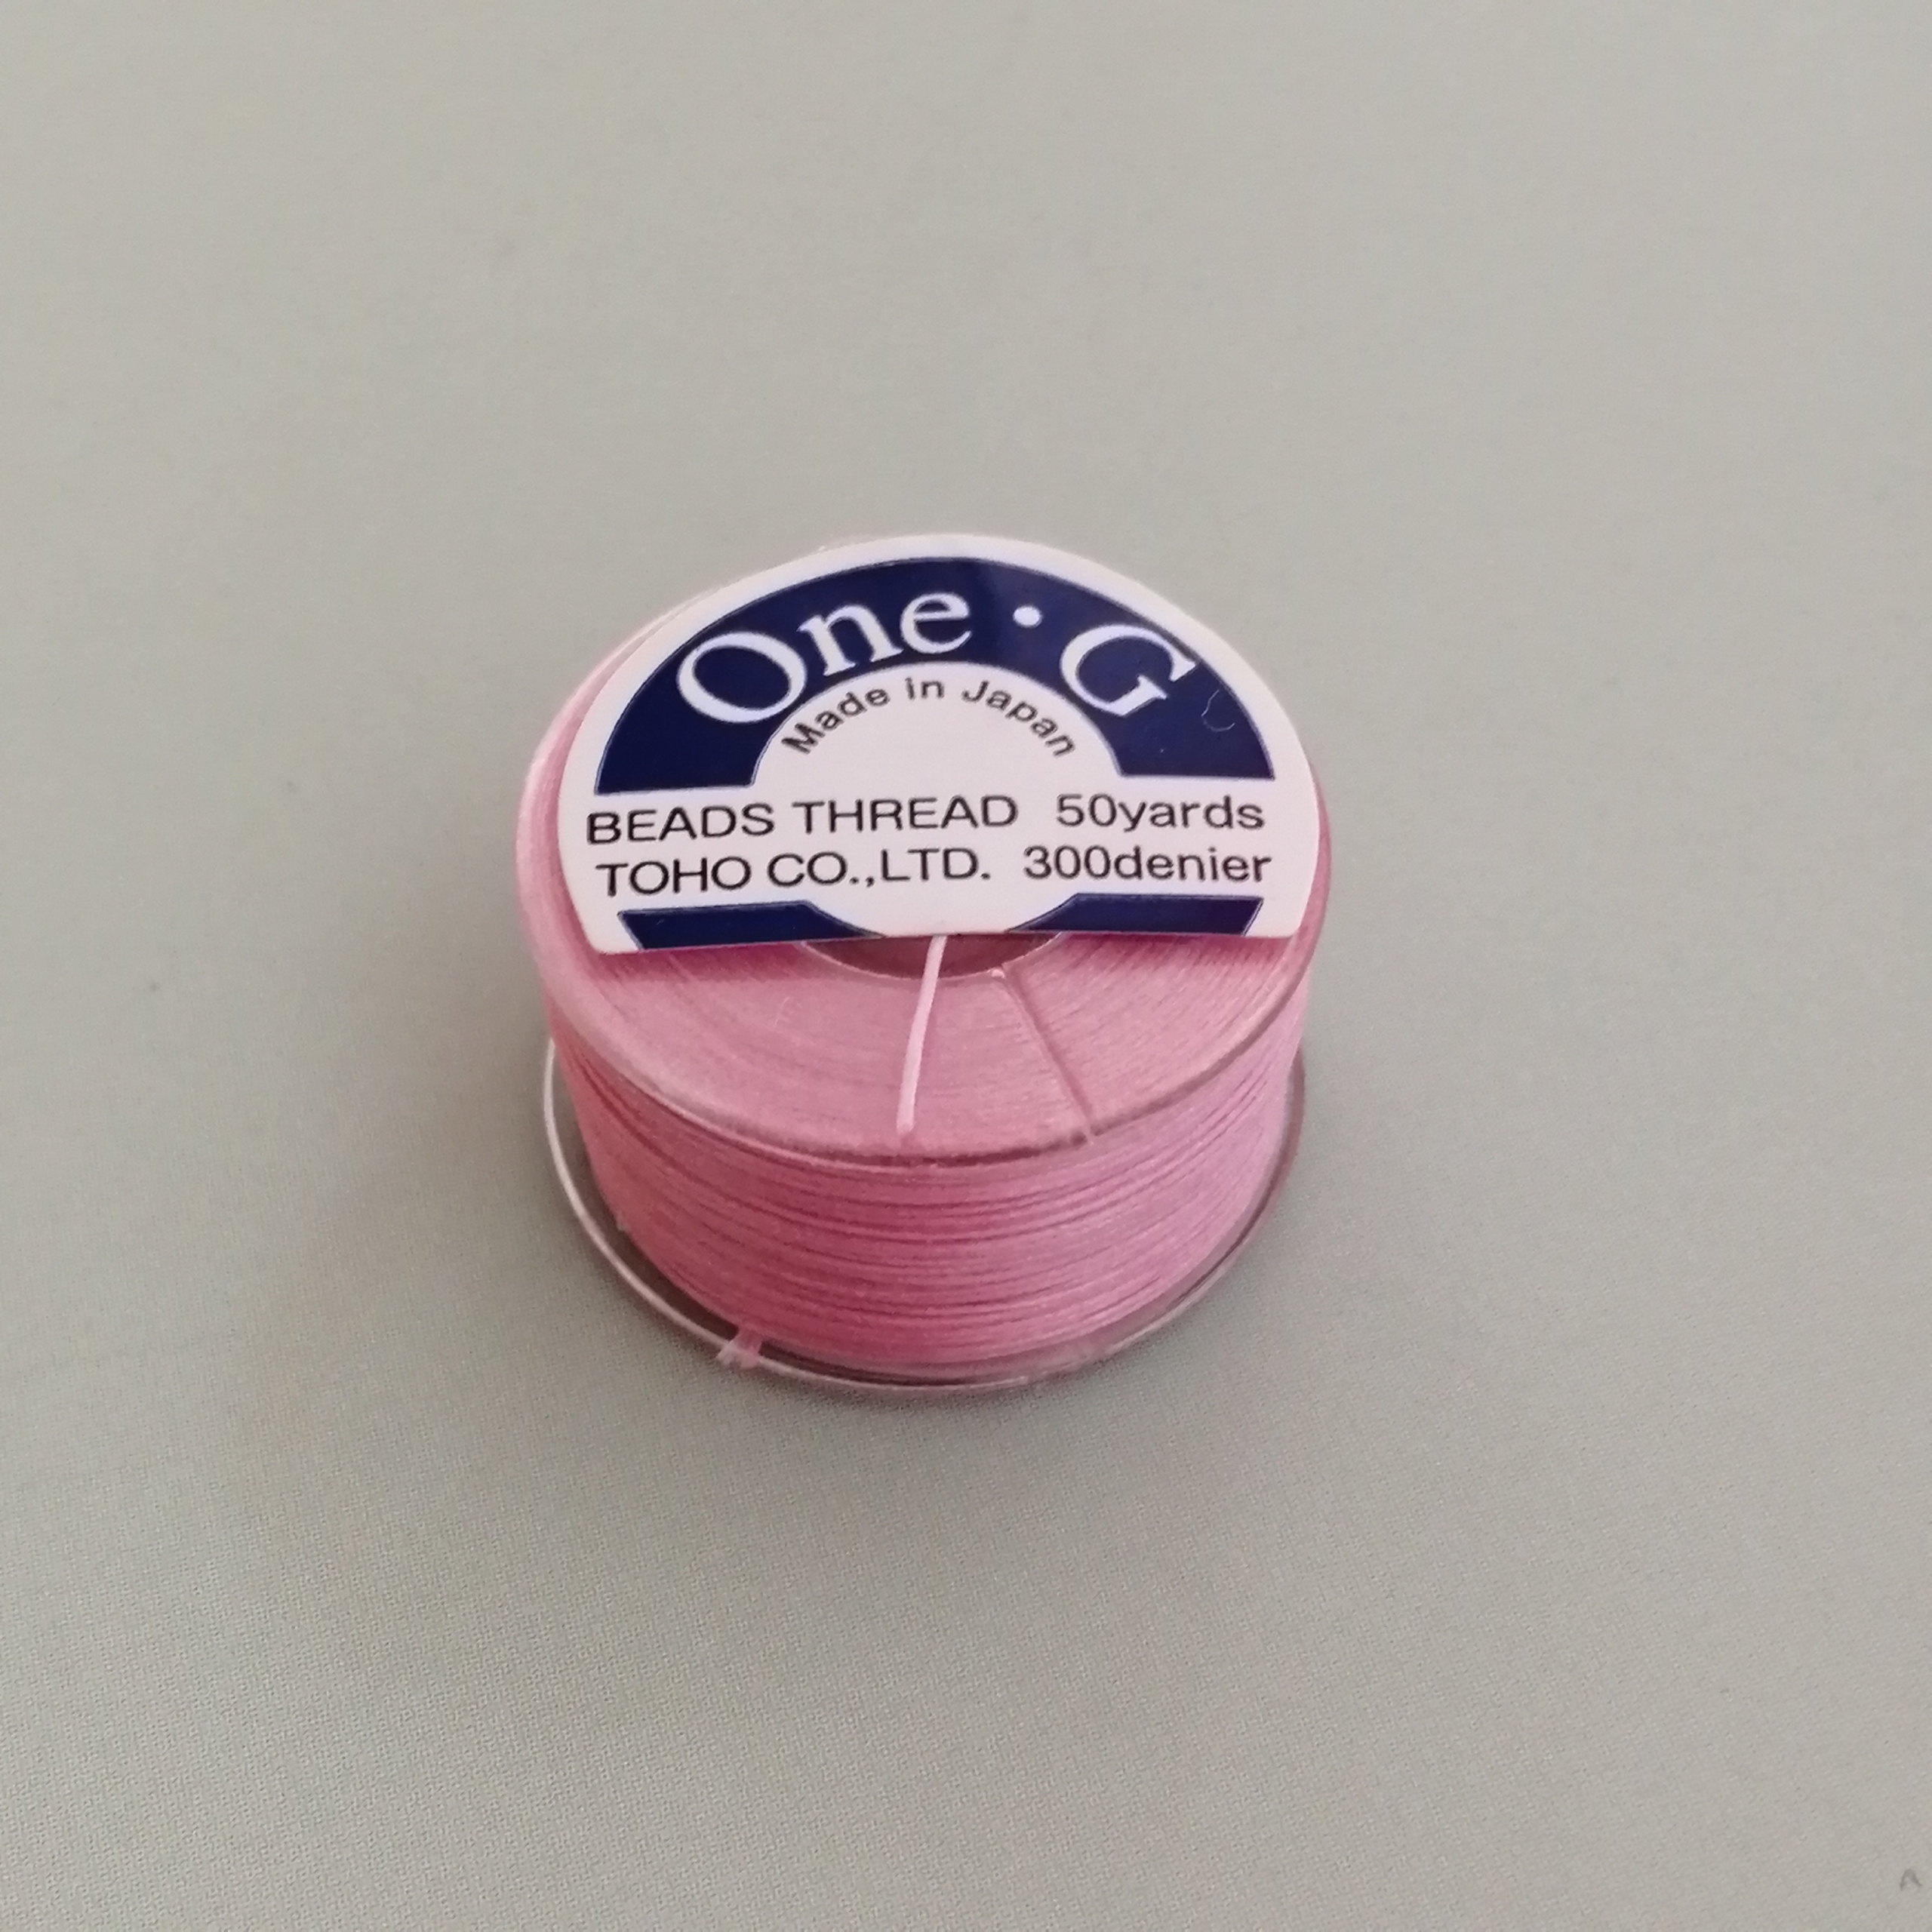 One·G
Made in Japan
BEADS THREAD 50yards
TOHO CO.,LTD. 300denier